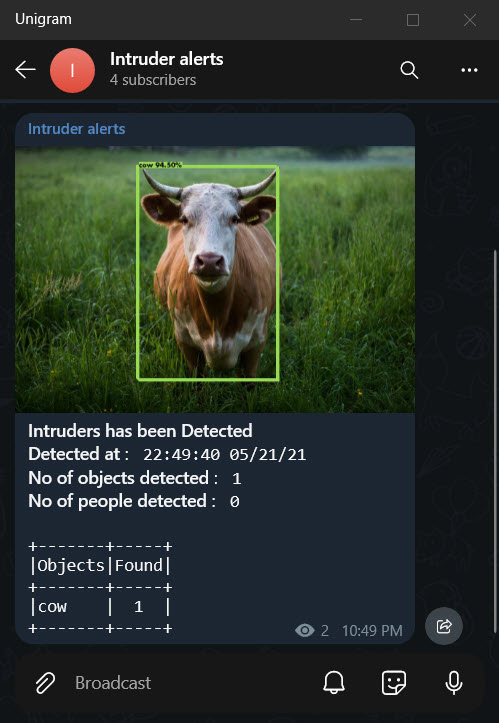 Unigram
I
Intruder alerts
4 subscribers
Intruder alerts
cow 94.50%
Intruders has been Detected
Detected at : 22:49:40 05/21/21
No of objects detected : 1
No of people detected : 0
+-------+-----+
|Objects|Found|
+-------+-----+
|cow    |  1  |
+-------+-----+
2 10:49 PM
Broadcast